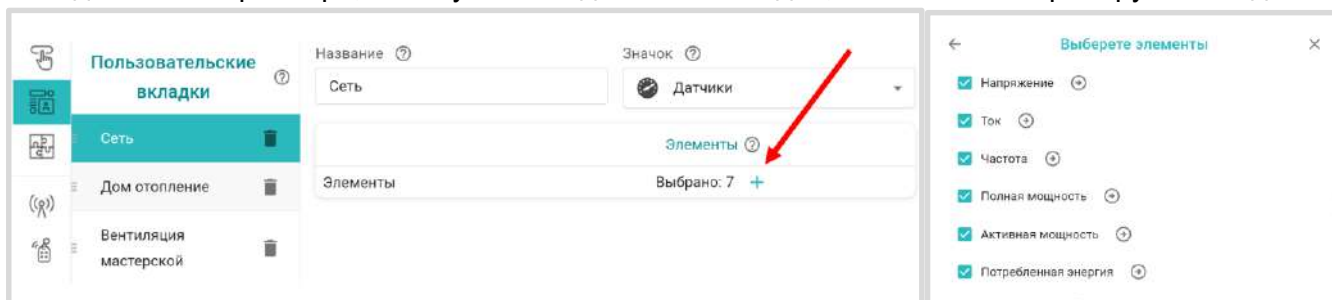 Пользовательские
вкладки
Сеть
Дом отопление
Вентиляция
мастерской
Название
Сеть
Значок
Датчики
Элементы
Элементы Выбрано: 7 +
Выберете элементы
Напряжение
Ток
Частота
Полная мощность
Активная мощность
Потребленная энергия